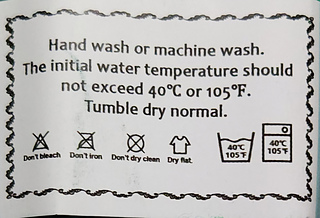 Hand wash or machine wash.
The initial water temperature should
not exceed 40℃ or 105℉.
Tumble dry normal.
Don't bleach Don't iron Don't dry clean Dry flat 40℃ 105℉ 40℃ 105℉